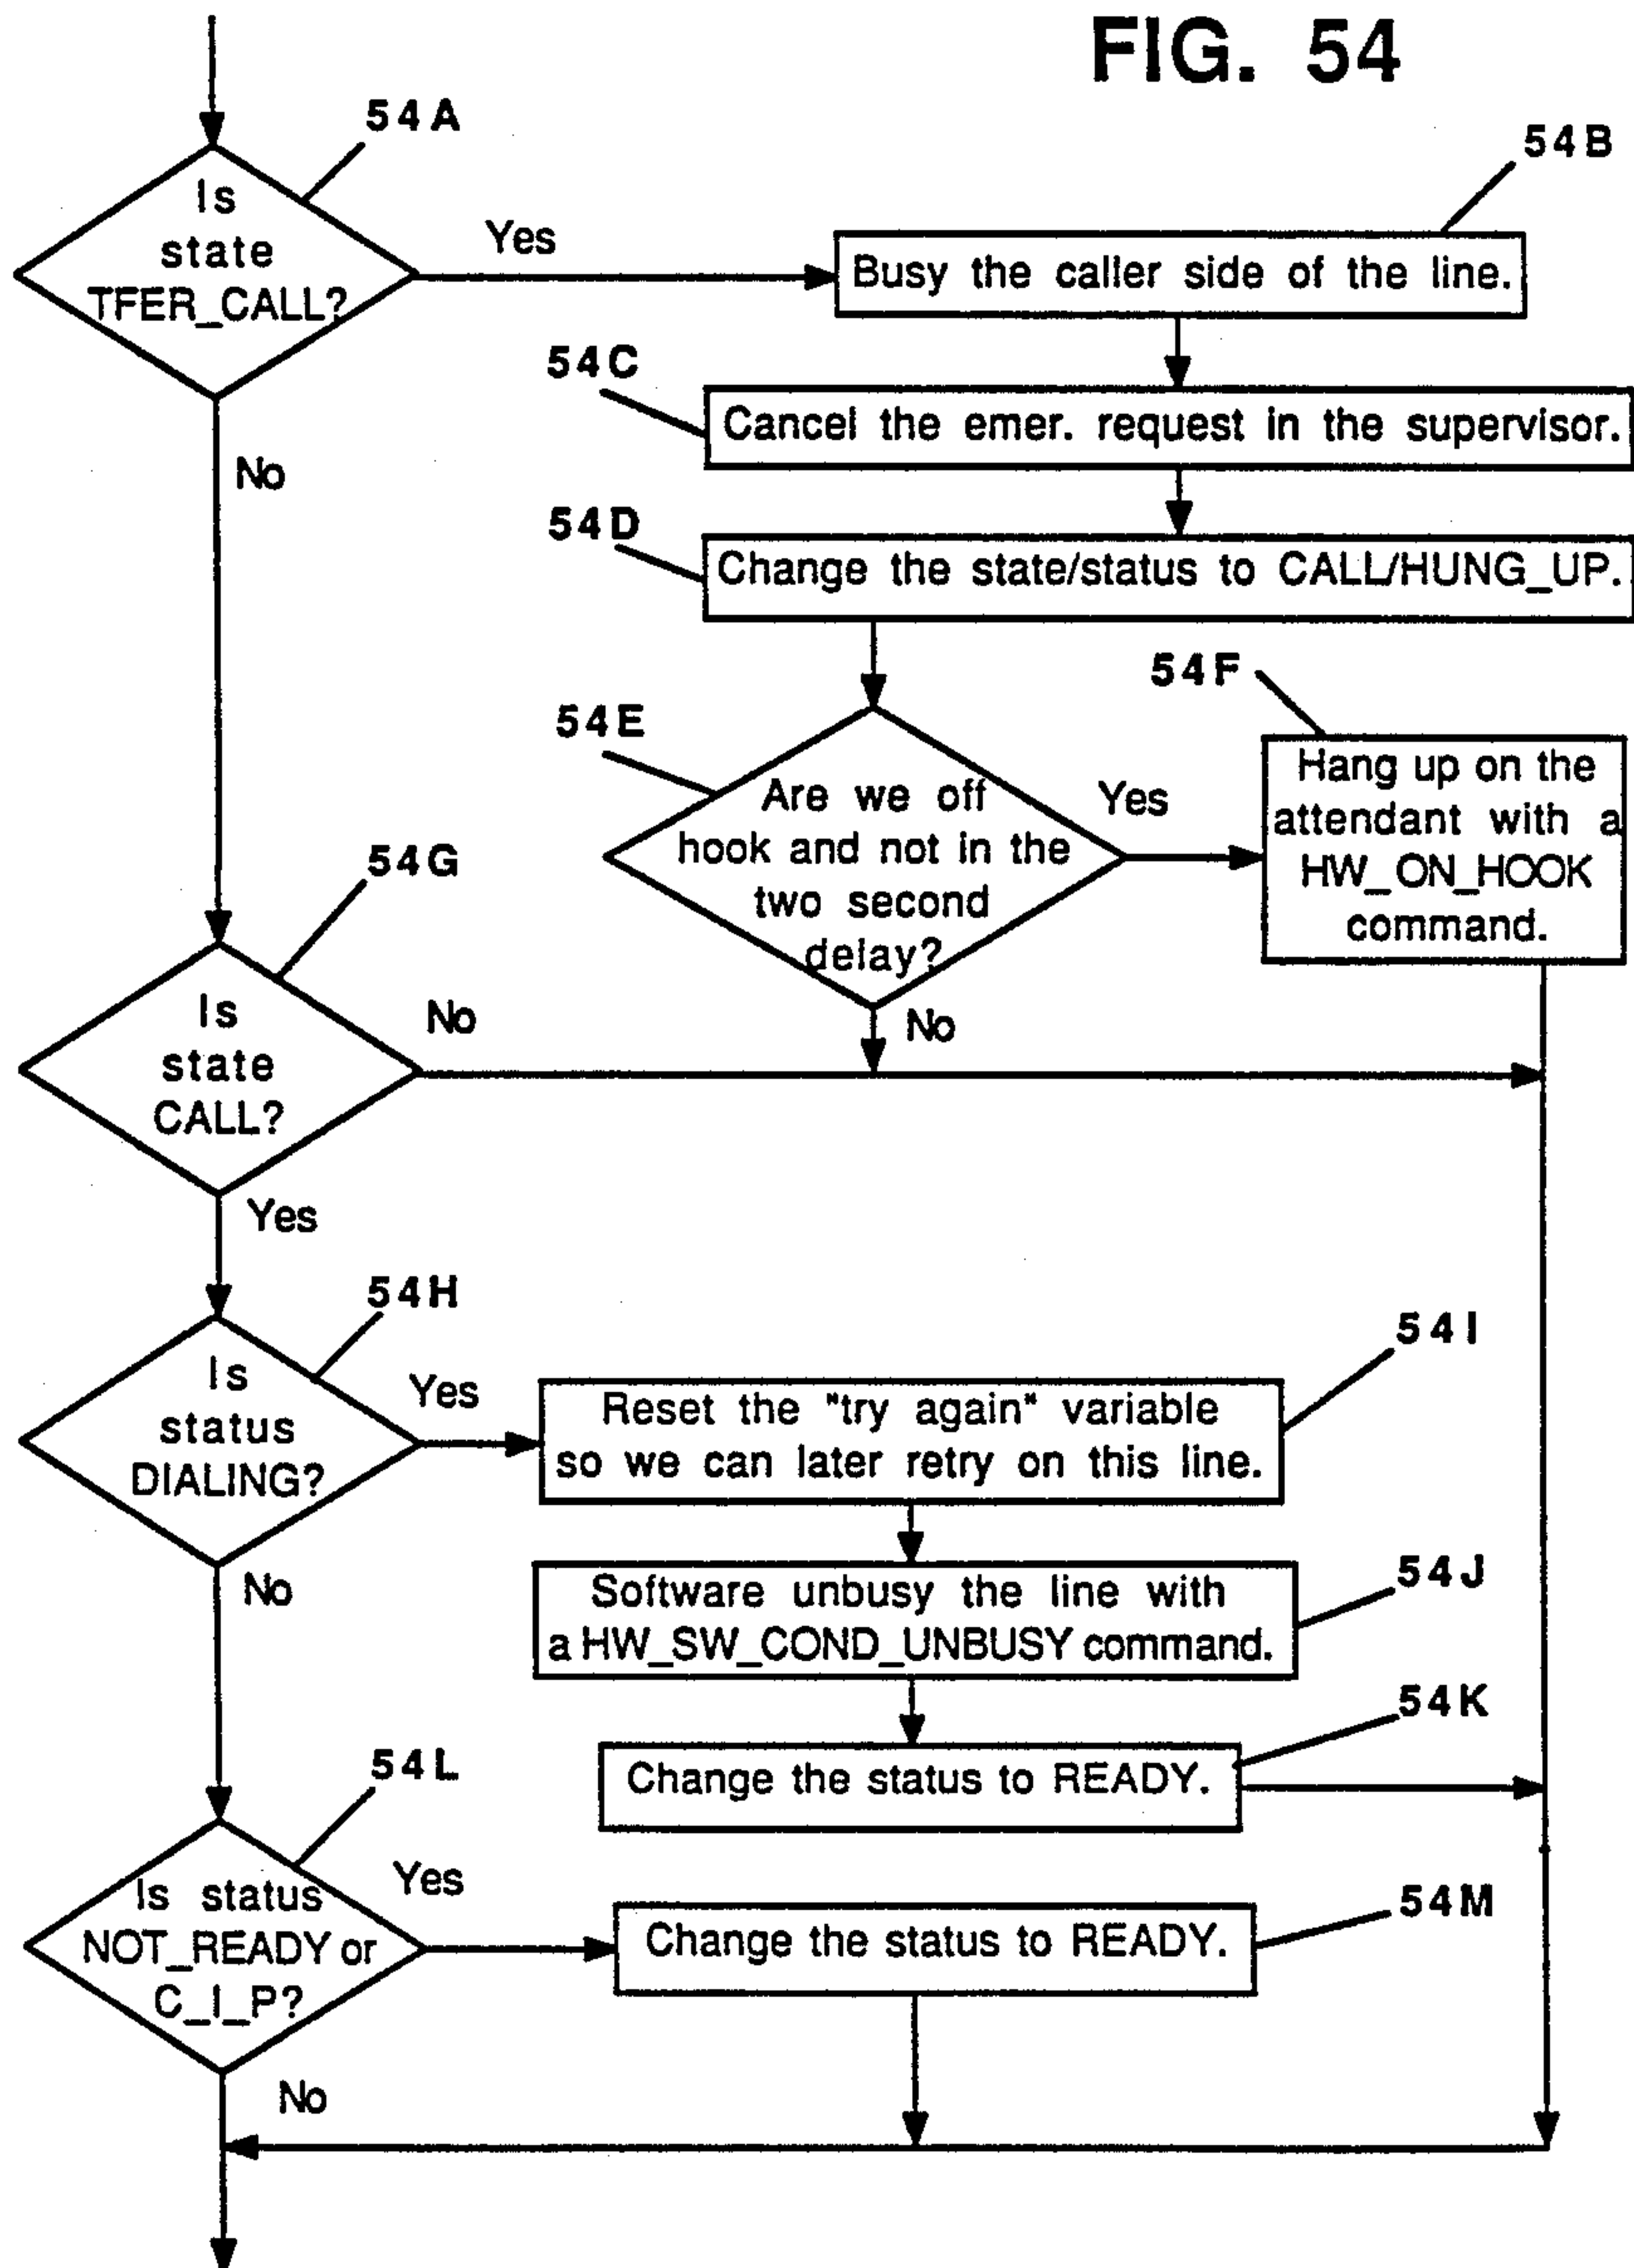 FIG. 54
54A
Is
state
TFER_CALL?
Yes
No
54B
Busy the caller side of the line.
54C
Cancel the emer. request in the supervisor.
54D
Change the state/status to CALL/HUNG_UP.
54E
Are we off
hook and not in the
two second
delay?
Yes
No
54F
Hang up on the
attendant with a
HW_ON_HOOK
command.
54G
Is
state
CALL?
No
Yes
54H
Is
status
DIALING?
Yes
No
54I
Reset the "try again" variable
so we can later retry on this line.
54J
Software unbusy the line with
a HW_SW_COND_UNBUSY command.
54K
Change the status to READY.
54L
Is status
NOT_READY or
C_I_P?
Yes
No
54M
Change the status to READY.